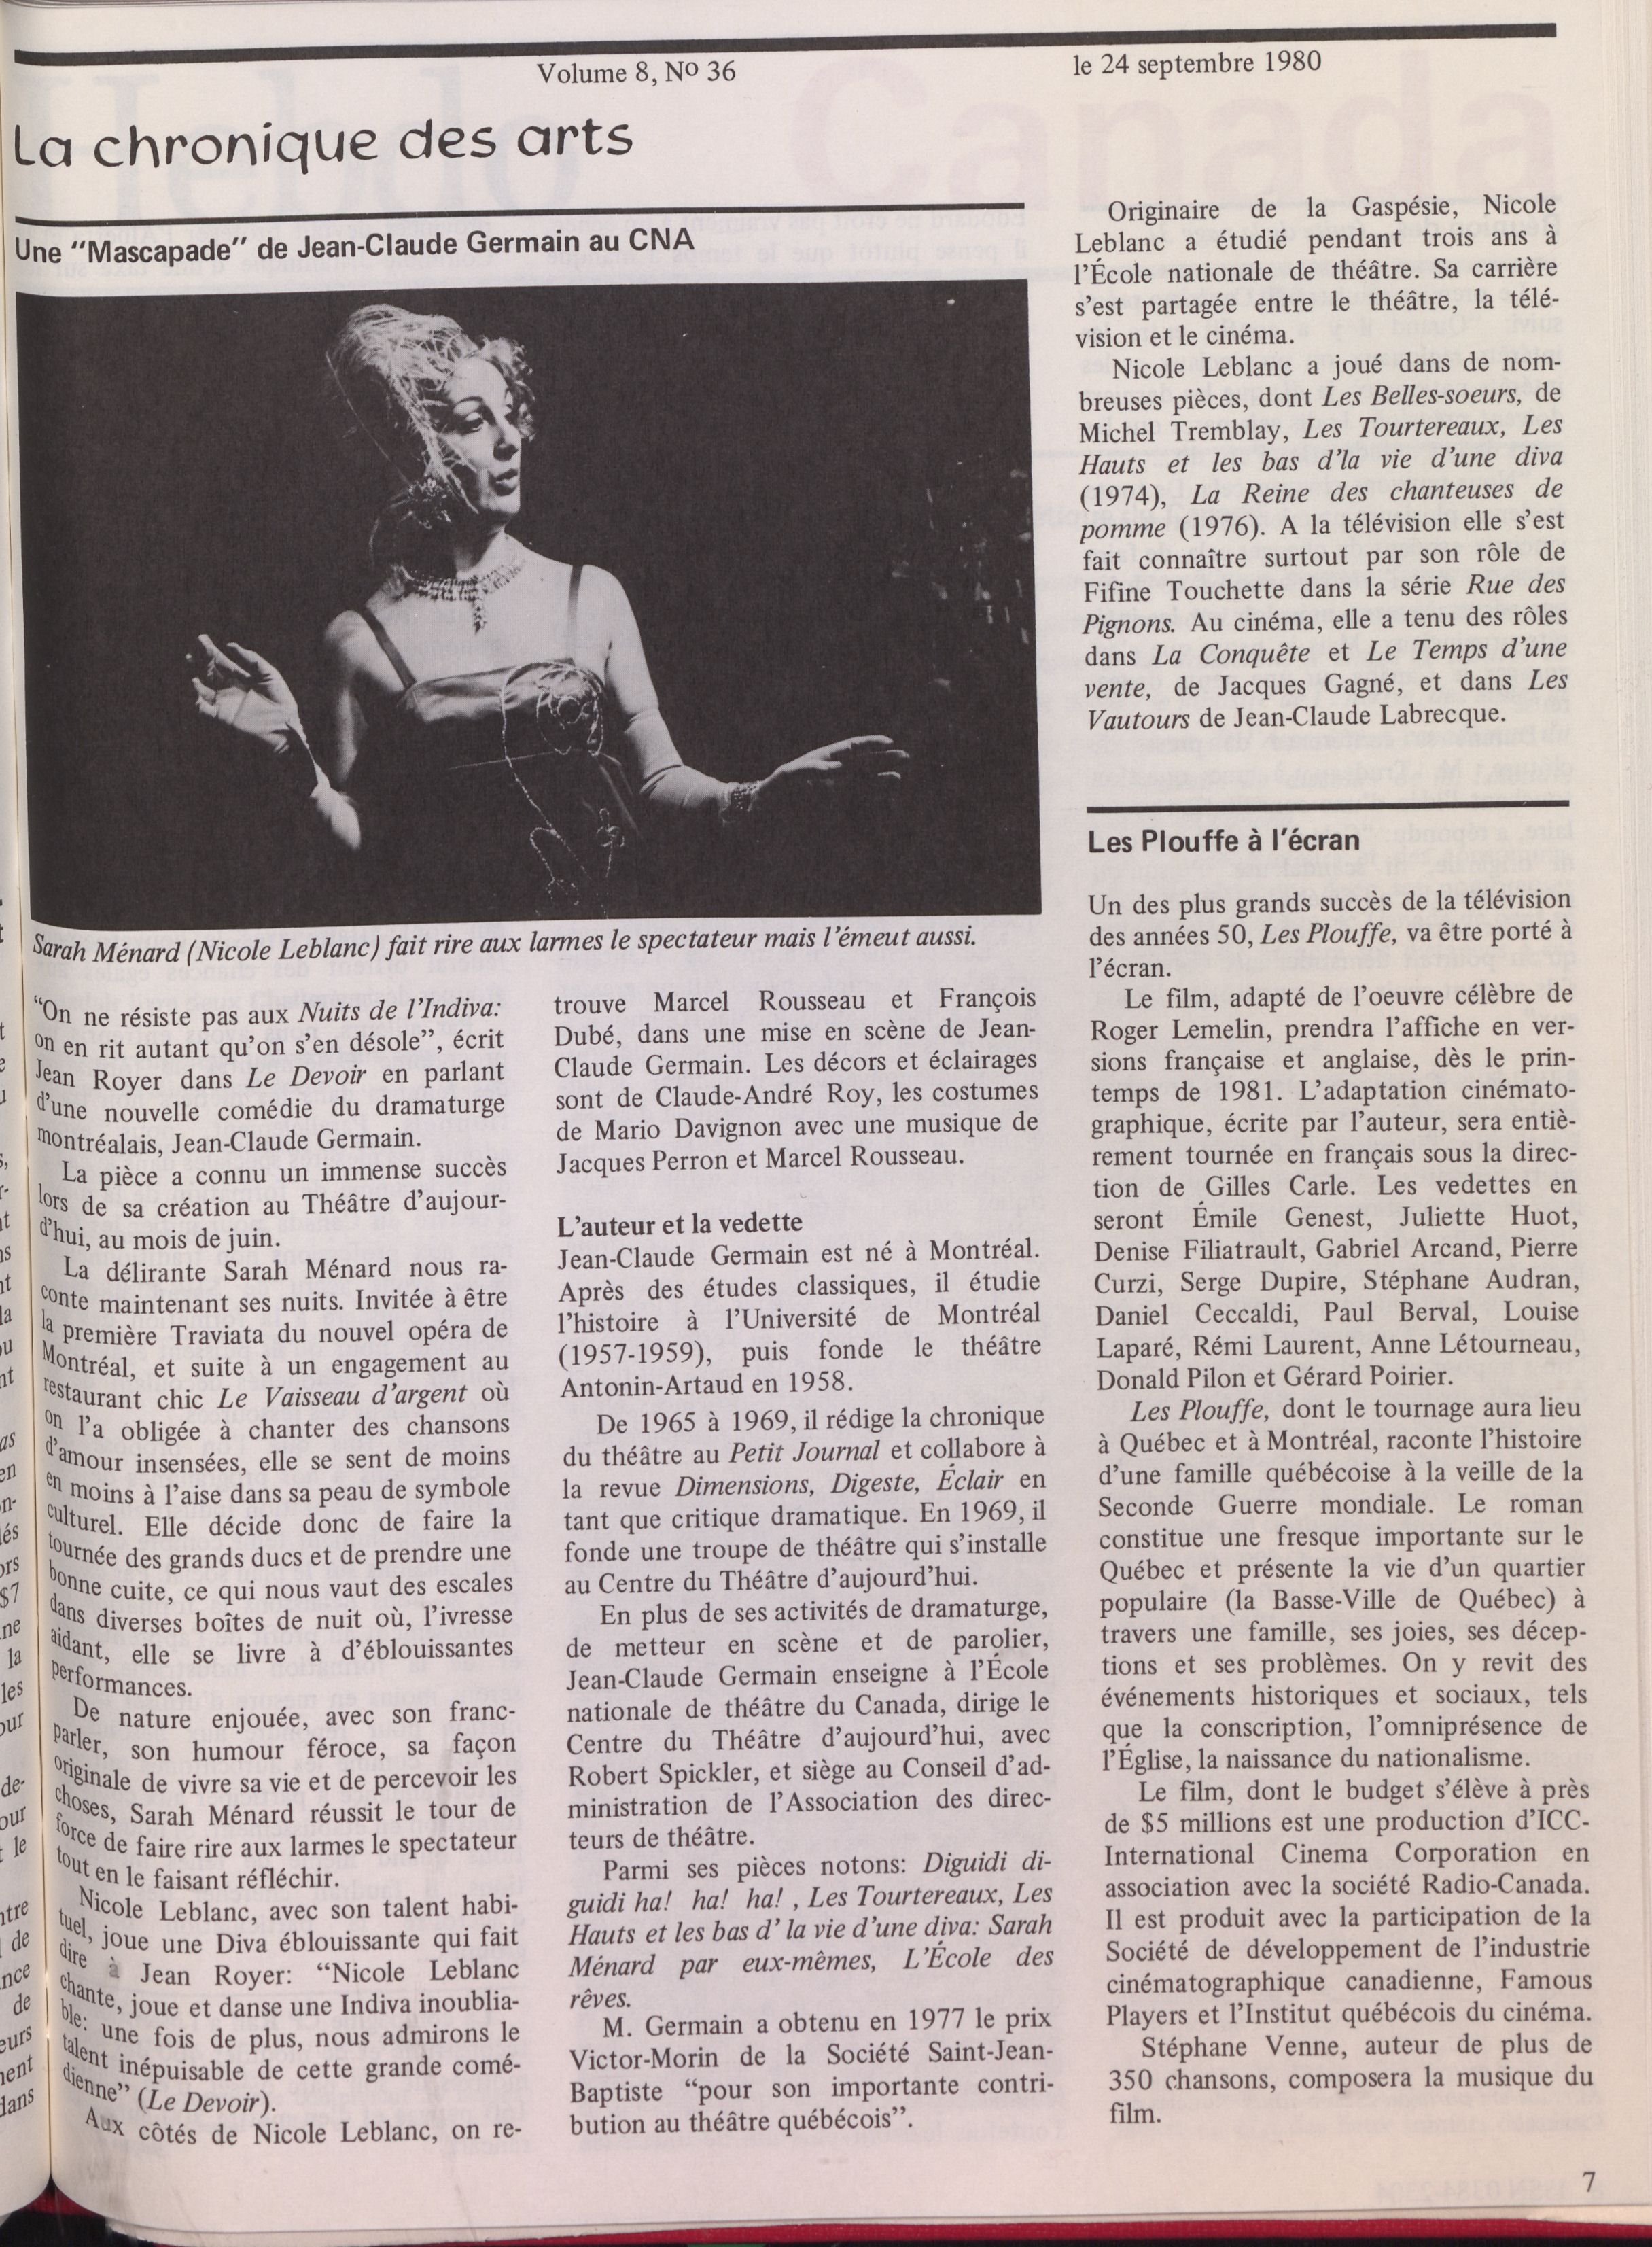 Volume 8, Nº 36
le 24 septembre 1980
La chronique des arts
Une “Mascapade” de Jean-Claude Germain au CNA
Sarah Ménard (Nicole Leblanc) fait rire aux larmes le spectateur mais l'émeut aussi.
“On ne résiste pas aux Nuits de l'Indiva:
on en rit autant qu'on s'en désole”, écrit
Jean Royer dans Le Devoir en parlant
d'une nouvelle comédie du dramaturge
montréalais, Jean-Claude Germain.
La pièce a connu un immense succès
lors de sa création au Théâtre d'aujour-
d'hui, au mois de juin.
La délirante Sarah Ménard nous ra-
conte maintenant ses nuits. Invitée à être
la première Traviata du nouvel opéra de
Montréal, et suite à un engagement au
restaurant chic Le Vaisseau d'argent où
on l'a obligée à chanter des chansons
d'amour insensées, elle se sent de moins
en moins à l'aise dans sa peau de symbole
culturel. Elle décide donc de faire la
tournée des grands ducs et de prendre une
bonne cuite, ce qui nous vaut des escales
dans diverses boîtes de nuit où, l'ivresse
aidant, elle se livre à d'éblouissantes
performances.
De nature enjouée, avec son franc-
parler, son humour féroce, sa façon
originale de vivre sa vie et de percevoir les
choses, Sarah Ménard réussit le tour de
force de faire rire aux larmes le spectateur
tout en le faisant réfléchir.
Nicole Leblanc, avec son talent habi-
tuel, joue une Diva éblouissante qui fait
dire à Jean Royer: “Nicole Leblanc
chante, joue et danse une Indiva inoublia-
ble: une fois de plus, nous admirons le
talent inépuisable de cette grande comé-
dienne” (Le Devoir).
Aux côtés de Nicole Leblanc, on re-
trouve Marcel Rousseau et François
Dubé, dans une mise en scène de Jean-
Claude Germain. Les décors et éclairages
sont de Claude-André Roy, les costumes
de Mario Davignon avec une musique de
Jacques Perron et Marcel Rousseau.
L'auteur et la vedette
Jean-Claude Germain est né à Montréal.
Après des études classiques, il étudie
l'histoire à l'Université de Montréal
(1957-1959), puis fonde le théâtre
Antonin-Artaud en 1958.
De 1965 à 1969, il rédige la chronique
du théâtre au Petit Journal et collabore à
la revue Dimensions, Digeste, Éclair en
tant que critique dramatique. En 1969, il
fonde une troupe de théâtre qui s'installe
au Centre du Théâtre d'aujourd'hui.
En plus de ses activités de dramaturge,
de metteur en scène et de parolier,
Jean-Claude Germain enseigne à l'École
nationale de théâtre du Canada, dirige le
Centre du Théâtre d'aujourd'hui, avec
Robert Spickler, et siège au Conseil d'ad-
ministration de l'Association des direc-
teurs de théâtre.
Parmi ses pièces notons: Diguidi di-
guidi ha! ha! ha! , Les Tourtereaux, Les
Hauts et les bas d' la vie d'une diva: Sarah
Ménard par eux-mêmes, L'École des
rêves.
M. Germain a obtenu en 1977 le prix
Victor-Morin de la Société Saint-Jean-
Baptiste “pour son importante contri-
bution au théâtre québécois”.
Originaire de la Gaspésie, Nicole
Leblanc a étudié pendant trois ans à
l'École nationale de théâtre. Sa carrière
s'est partagée entre le théâtre, la télé-
vision et le cinéma.
Nicole Leblanc a joué dans de nom-
breuses pièces, dont Les Belles-soeurs, de
Michel Tremblay, Les Tourtereaux, Les
Hauts et les bas d'la vie d'une diva
(1974), La Reine des chanteuses de
pomme (1976). A la télévision elle s'est
fait connaître surtout par son rôle de
Fifine Touchette dans la série Rue des
Pignons. Au cinéma, elle a tenu des rôles
dans La Conquête et Le Temps d'une
vente, de Jacques Gagné, et dans Les
Vautours de Jean-Claude Labrecque.
Les Plouffe à l'écran
Un des plus grands succès de la télévision
des années 50, Les Plouffe, va être porté à
l'écran.
Le film, adapté de l'oeuvre célèbre de
Roger Lemelin, prendra l'affiche en ver-
sions française et anglaise, dès le prin-
temps de 1981. L'adaptation cinémato-
graphique, écrite par l'auteur, sera entiè-
rement tournée en français sous la direc-
tion de Gilles Carle. Les vedettes en
seront Émile Genest, Juliette Huot,
Denise Filiatrault, Gabriel Arcand, Pierre
Curzi, Serge Dupire, Stéphane Audran,
Daniel Ceccaldi, Paul Berval, Louise
Laparé, Rémi Laurent, Anne Létourneau,
Donald Pilon et Gérard Poirier.
Les Plouffe, dont le tournage aura lieu
à Québec et à Montréal, raconte l'histoire
d'une famille québécoise à la veille de la
Seconde Guerre mondiale. Le roman
constitue une fresque importante sur le
Québec et présente la vie d'un quartier
populaire (la Basse-Ville de Québec) à
travers une famille, ses joies, ses décep-
tions et ses problèmes. On y revit des
événements historiques et sociaux, tels
que la conscription, l'omniprésence de
l'Église, la naissance du nationalisme.
Le film, dont le budget s'élève à près
de $5 millions est une production d'ICC-
International Cinema Corporation en
association avec la société Radio-Canada.
Il est produit avec la participation de la
Société de développement de l'industrie
cinématographique canadienne, Famous
Players et l'Institut québécois du cinéma.
Stéphane Venne, auteur de plus de
350 chansons, composera la musique du
film.
7